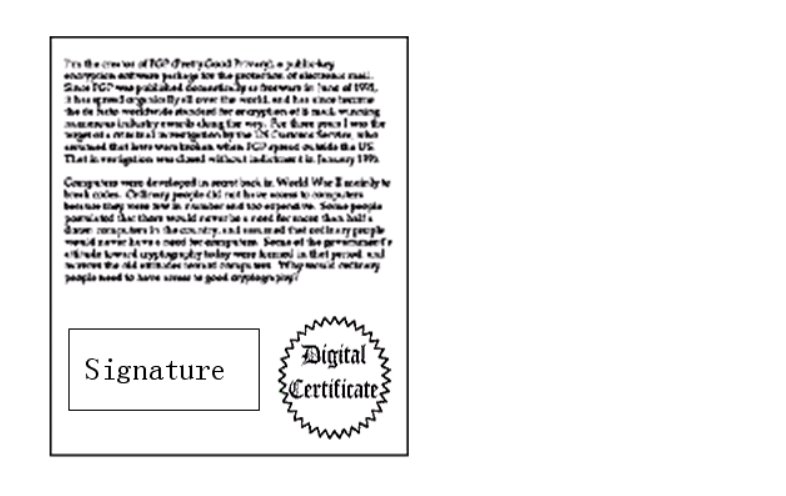 I'm the creator of PGP (Pretty Good Privacy), a public-key
encryption software package for the protection of electronic mail.
Since PGP was published domestically as freeware in June of 1991,
it has spread organically all over the world, and has since become
the de facto worldwide standard for encryption of E-mail, winning
numerous industry awards along the way. For three years I was the
target of a criminal investigation by the US Customs Service, who
assumed that laws were broken when PGP spread outside the US.
That investigation was closed without indictment in January 1996.
Computers were developed in secret back in World War II mainly to
break codes. Ordinary people did not have access to computers
because they were few in number and too expensive. Some people
postulated that there would never be a need for more than half a
dozen computers in the country, and assumed that ordinary people
would never have a need for computers. Some of the government's
attitude toward cryptography today were formed in that period, and
mirrors the old attitudes toward computers. Why would ordinary
people need to have access to good cryptography?
Signature
Digital
Certificate